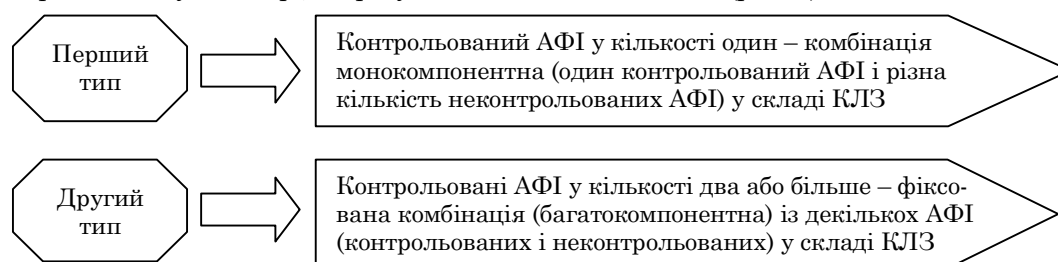 Перший
тип
Контрольований АФІ у кількості один – комбінація
монокомпонентна (один контрольований АФІ і різна
кількість неконтрольованих АФІ) у складі КЛЗ
Другий
тип
Контрольовані АФІ у кількості два або більше – фіксо-
вана комбінація (багатокомпонентна) із декількох АФІ
(контрольованих і неконтрольованих) у складі КЛЗ